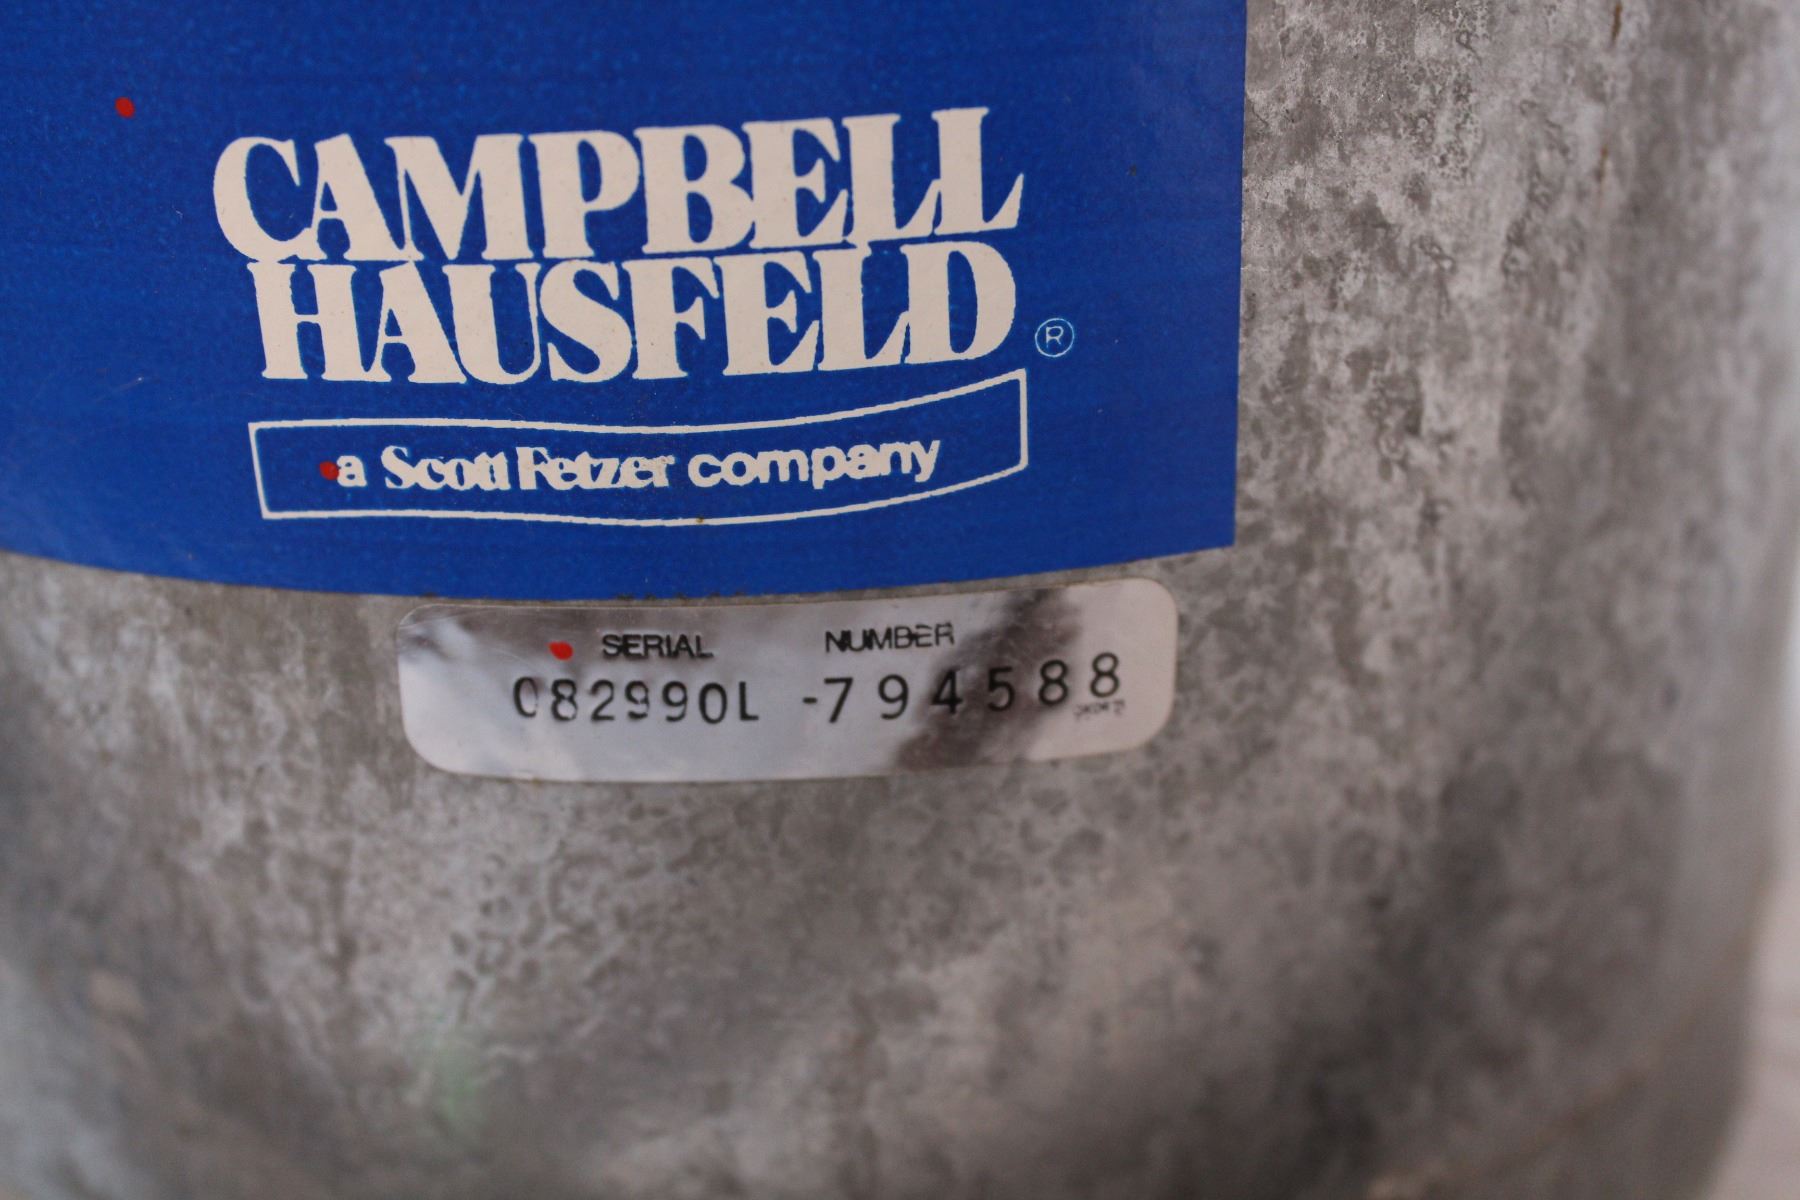 CAMPBELL
HAUSFELD ®
a Scott Fetzer company
SERIAL NUMBER
082990L -794588